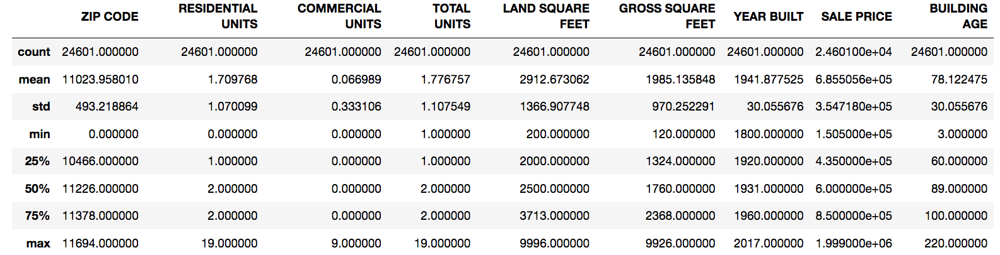 ZIP CODE RESIDENTIAL UNITS COMMERCIAL UNITS TOTAL UNITS LAND SQUARE FEET GROSS SQUARE FEET YEAR BUILT SALE PRICE BUILDING AGE
count 24601.000000 24601.000000 24601.000000 24601.000000 24601.000000 24601.000000 24601.000000 2.460100e+04 24601.000000
mean 11023.958010 1.709768 0.066989 1.776757 2912.673062 1985.135848 1941.877525 6.855056e+05 78.122475
std 493.218864 1.070099 0.333106 1.107549 1366.907748 970.252291 30.055676 3.547180e+05 30.055676
min 0.000000 0.000000 0.000000 1.000000 200.000000 120.000000 1800.000000 1.505000e+05 3.000000
25% 10466.000000 1.000000 0.000000 1.000000 2000.000000 1324.000000 1920.000000 4.350000e+05 60.000000
50% 11226.000000 2.000000 0.000000 2.000000 2500.000000 1760.000000 1931.000000 6.000000e+05 89.000000
75% 11378.000000 2.000000 0.000000 2.000000 3713.000000 2368.000000 1960.000000 8.500000e+05 100.000000
max 11694.000000 19.000000 9.000000 19.000000 9996.000000 9926.000000 2017.000000 1.999000e+06 220.000000